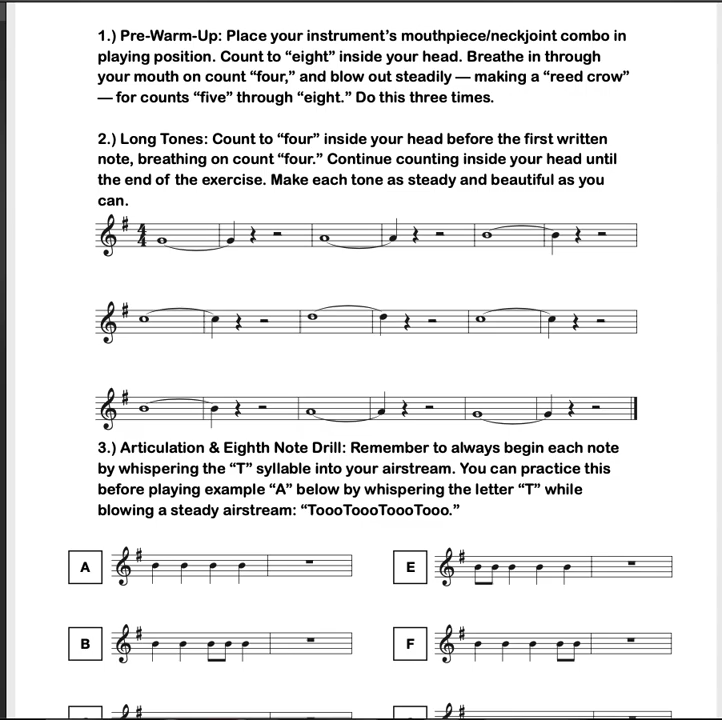 1.) Pre-Warm-Up: Place your instrument’s mouthpiece/neckjoint combo in
playing position. Count to “eight” inside your head. Breathe in through
your mouth on count “four,” and blow out steadily — making a “reed crow”
— for counts “five” through “eight.” Do this three times.
2.) Long Tones: Count to “four” inside your head before the first written
note, breathing on count “four.” Continue counting inside your head until
the end of the exercise. Make each tone as steady and beautiful as you
can.
4
4
3.) Articulation & Eighth Note Drill: Remember to always begin each note
by whispering the “T” syllable into your airstream. You can practice this
before playing example “A” below by whispering the letter “T” while
blowing a steady airstream: “ToooToooToooTooo.”
A
E
B
F